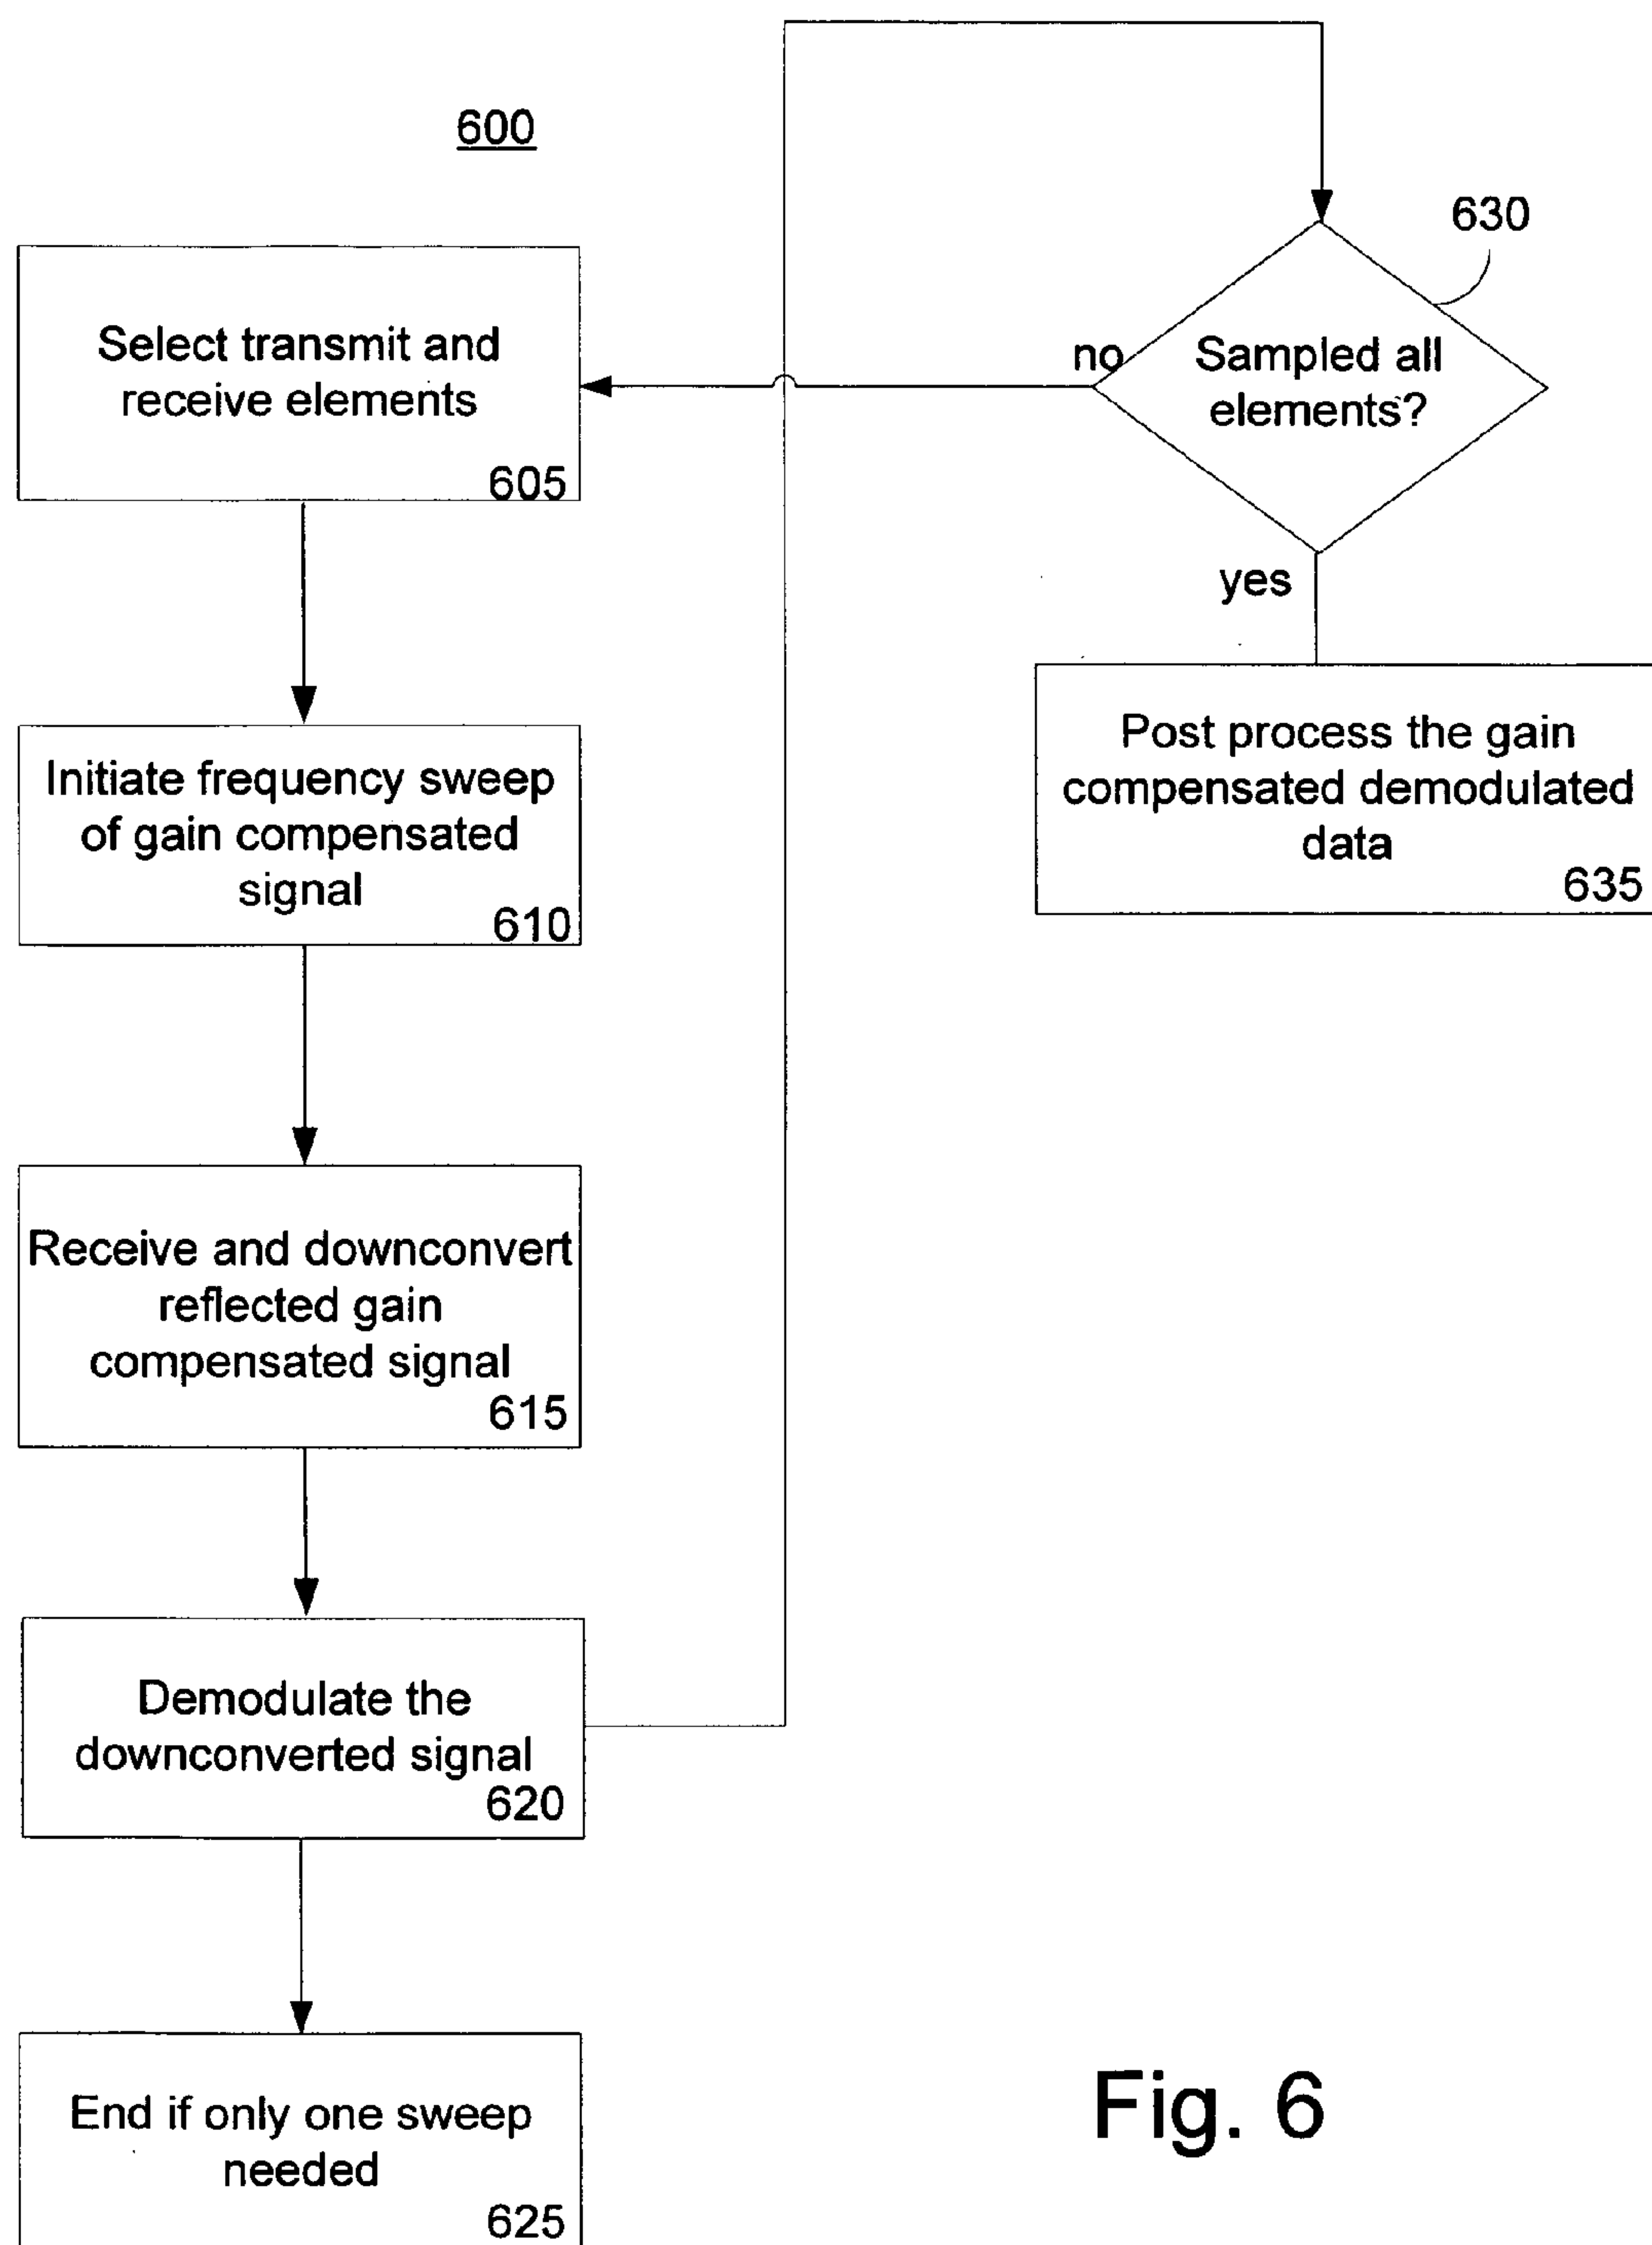 600
Select transmit and
receive elements
605
Initiate frequency sweep
of gain compensated
signal
610
Receive and downconvert
reflected gain
compensated signal
615
Demodulate the
downconverted signal
620
End if only one sweep
needed
625
630
Sampled all
elements?
no
yes
Post process the gain
compensated demodulated
data
635
Fig. 6